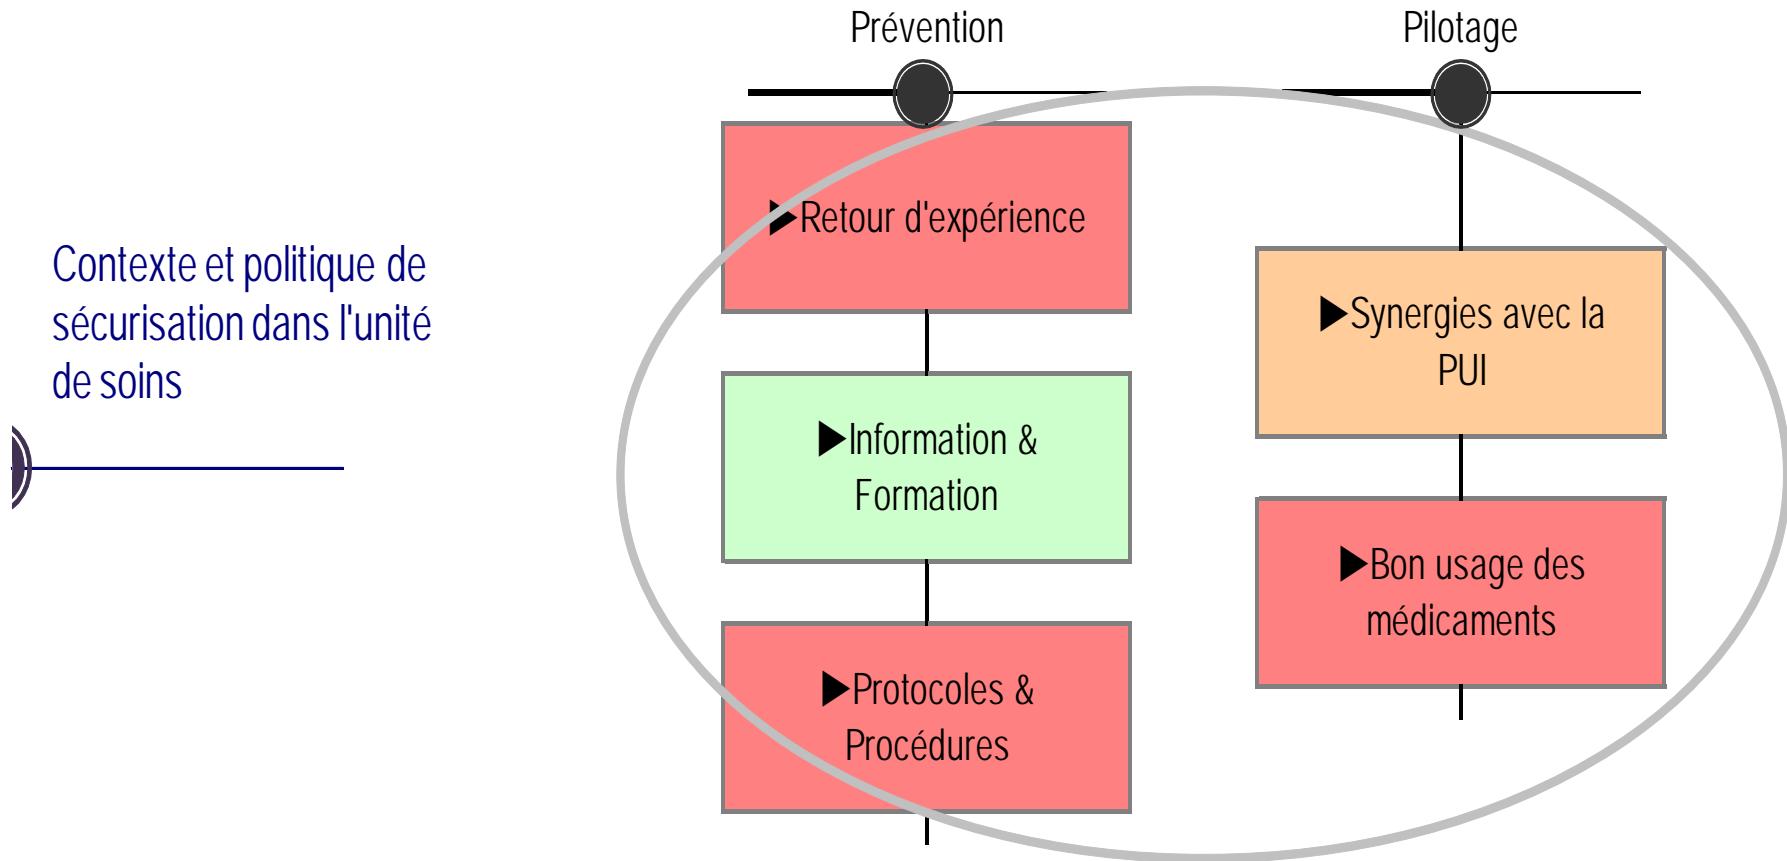 Prévention
Pilotage
Contexte et politique de
sécurisation dans l'unité
de soins
►Retour d'expérience
►Information &
Formation
►Protocoles &
Procédures
►Synergies avec la
PUI
►Bon usage des
médicaments